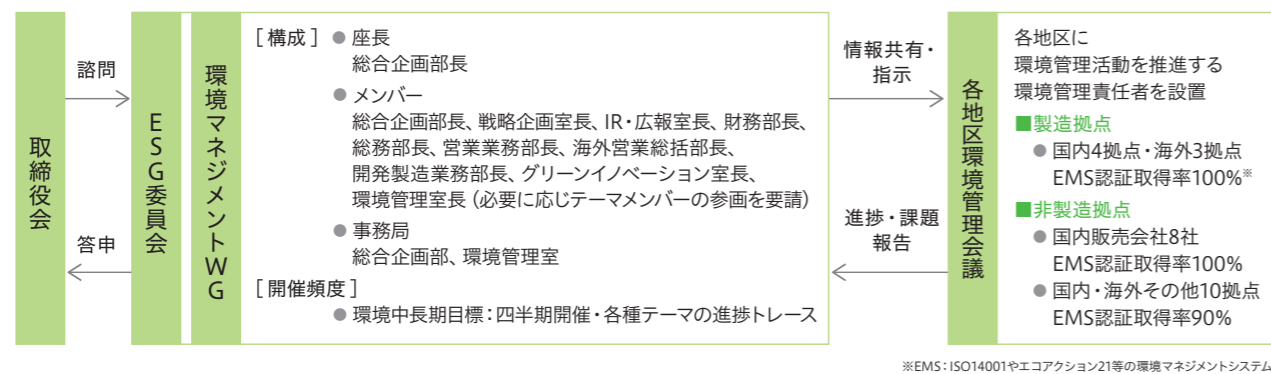 取締役会
諮問
答申
ESG委員会
環境マネジメントWG
［構成］ ● 座長
総合企画部長
● メンバー
総合企画部長、戦略企画室長、IR・広報室長、財務部長、
総務部長、営業業務部長、海外営業総括部長、
開発製造業務部長、グリーンイノベーション室長、
環境管理室長（必要に応じテーマメンバーの参画を要請）
● 事務局
総合企画部、環境管理室
［開催頻度］
● 環境中長期目標：四半期開催・各種テーマの進捗トレース
情報共有・
指示
進捗・課題
報告
各地区環境管理会議
各地区に
環境管理活動を推進する
環境管理責任者を設置
■製造拠点
● 国内4拠点・海外3拠点
EMS認証取得率100%※
■非製造拠点
● 国内販売会社8社
EMS認証取得率100%
● 国内・海外その他10拠点
EMS認証取得率90%
※EMS：ISO14001やエコアクション21等の環境マネジメントシステム